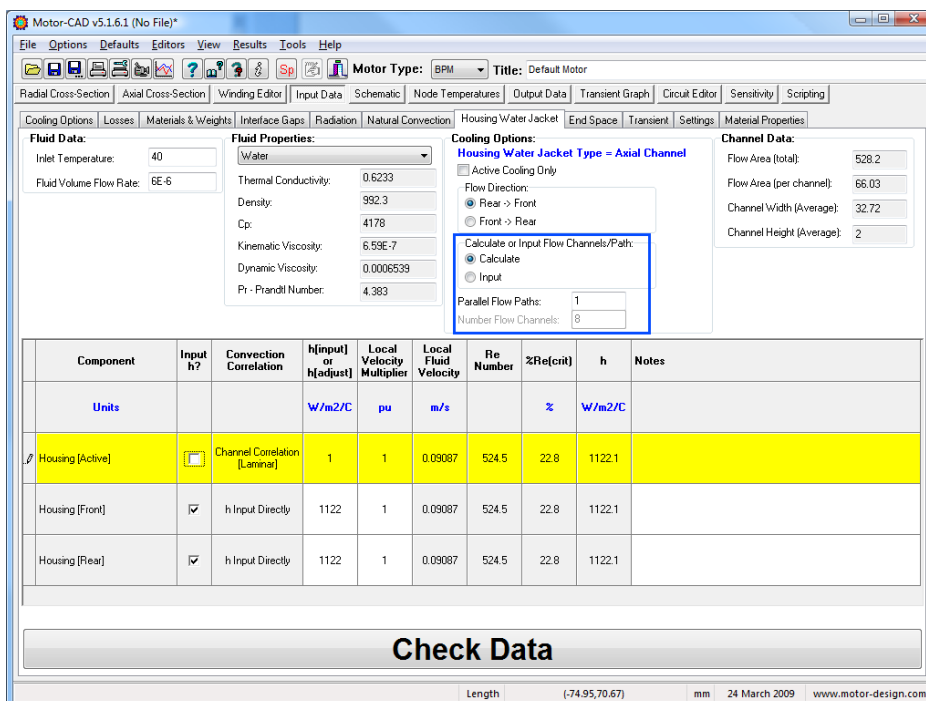 Motor-CAD v5.1.6.1 (No File)*
File Options Defaults Editors View Results Tools Help
Sp Motor Type: BPM Title: Default Motor
Radial Cross-Section Axial Cross-Section Winding Editor Input Data Schematic Node Temperatures Output Data Transient Graph Circuit Editor Sensitivity Scripting
Cooling Options Losses Materials & Weights Interface Gaps Radiation Natural Convection Housing Water Jacket End Space Transient Settings Material Properties
Fluid Data:
Inlet Temperature: 40
Fluid Volume Flow Rate: 6E-6
Fluid Properties:
Water
Thermal Conductivity: 0.6233
Density: 992.3
Cp: 4178
Kinematic Viscosity: 6.59E-7
Dynamic Viscosity: 0.0006539
Pr - Prandtl Number: 4.383
Cooling Options:
Housing Water Jacket Type = Axial Channel
Active Cooling Only
Flow Direction:
Rear -> Front
Front -> Rear
Calculate or Input Flow Channels/Path:
Calculate
Input
Parallel Flow Paths: 1
Number Flow Channels: 8
Channel Data:
Flow Area (total): 528.2
Flow Area (per channel): 66.03
Channel Width (Average): 32.72
Channel Height (Average): 2
Component Input h? Convection Correlation h[input] or h[adjust] Local Velocity Multiplier Local Fluid Velocity Re Number %Re(crit) h Notes
Units W/m2/C pu m/s % W/m2/C
Housing [Active] Channel Correlation [Laminar] 1 1 0.09087 524.5 22.8 1122.1
Housing [Front] h Input Directly 1122 1 0.09087 524.5 22.8 1122.1
Housing [Rear] h Input Directly 1122 1 0.09087 524.5 22.8 1122.1
Check Data
Length (-74.95,70.67) mm 24 March 2009 www.motor-design.com